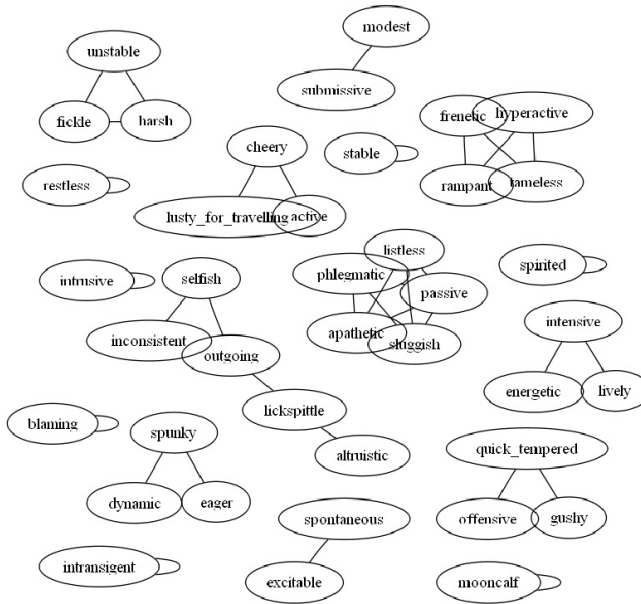 modest
unstable
submissive
frenetic
hyperactive
fickle
harsh
cheery
stable
restless
rampant
tameless
lusty_for_travelling
active
listless
spirited
intrusive
selfish
phlegmatic
passive
intensive
inconsistent
outgoing
apathetic
sluggish
energetic
lively
lickspittle
blaming
spunky
altruistic
quick_tempered
dynamic
eager
spontaneous
offensive
gushy
intransigent
excitable
mooncalf